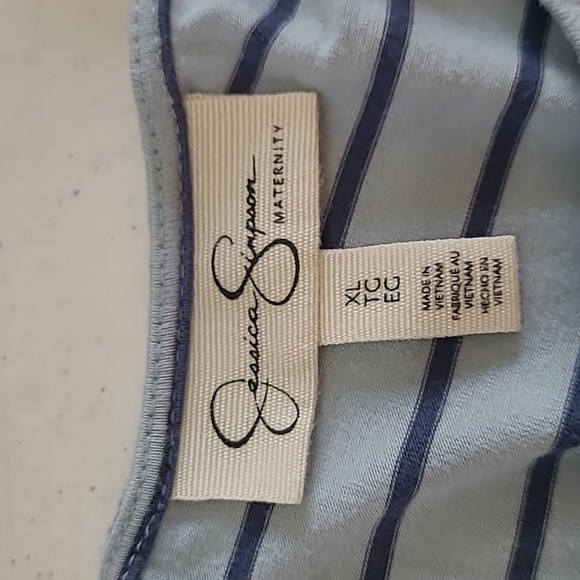 Jessica Simpson
MATERNITY
XL
TG
EG
MADE IN
VIETNAM
FABRIQUÉ AU
VIETNAM
HECHO EN
VIETNAM